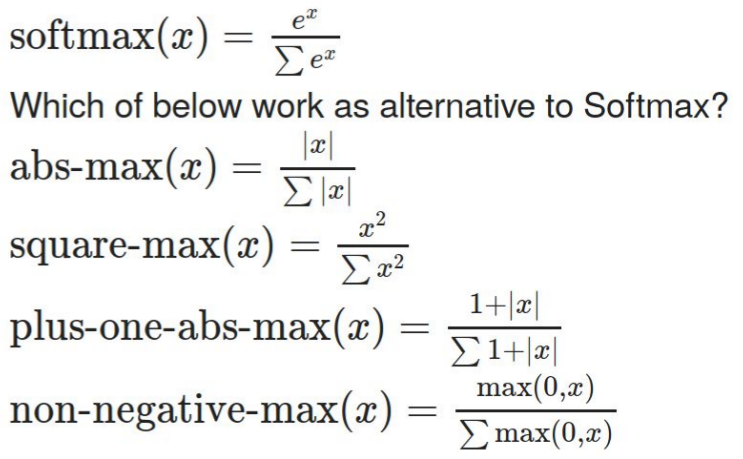 softmax(x) = e^x / ∑ e^x
Which of below work as alternative to Softmax?
abs-max(x) = |x| / ∑ |x|
square-max(x) = x^2 / ∑ x^2
plus-one-abs-max(x) = 1+|x| / ∑ 1+|x|
non-negative-max(x) = max(0,x) / ∑ max(0,x)